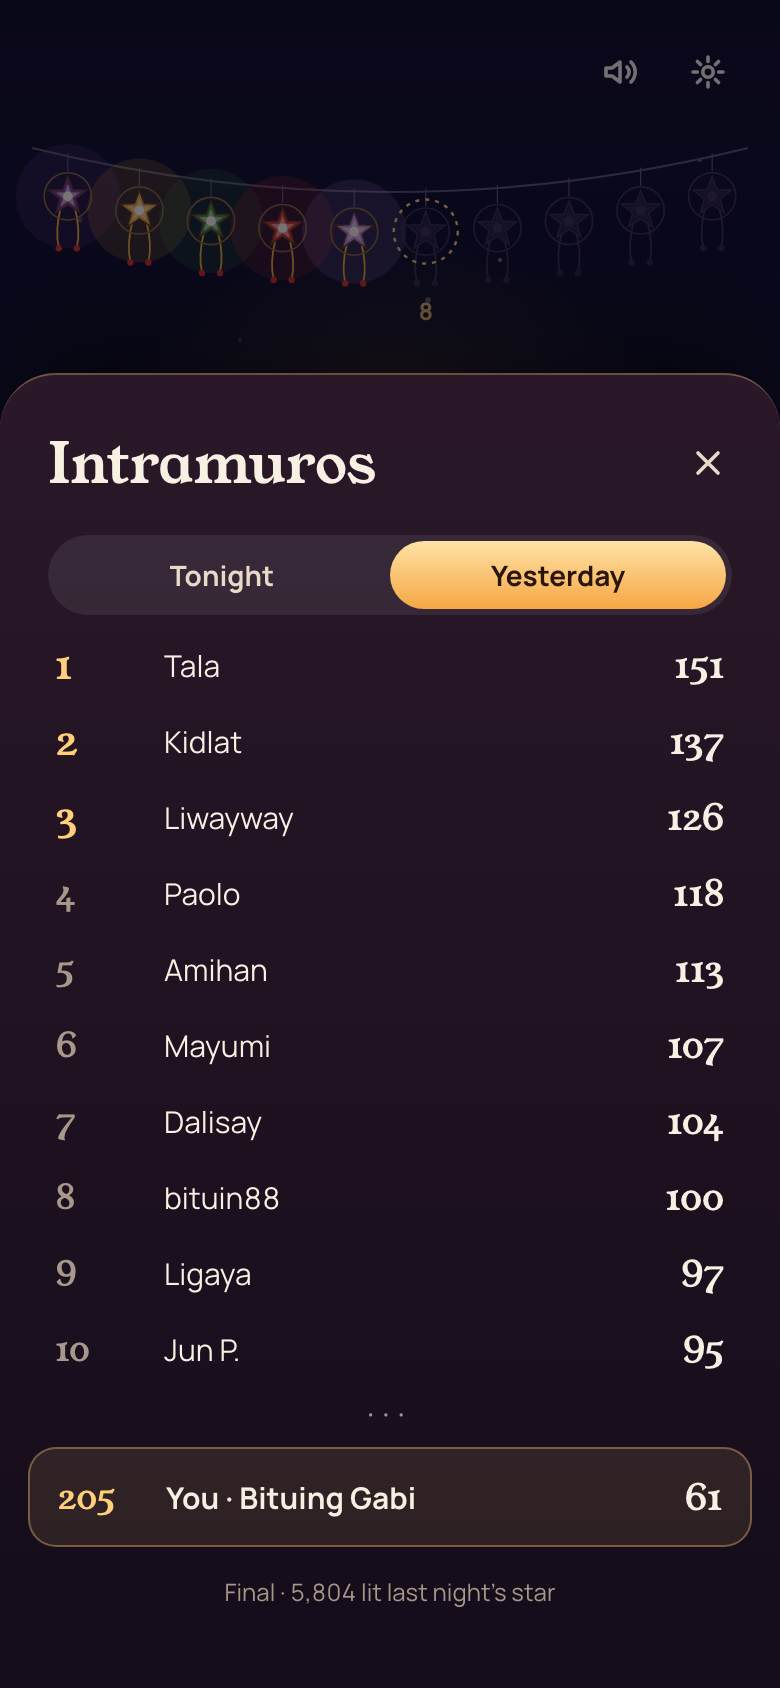 8
Intramuros
Tonight Yesterday
1 Tala 151
2 Kidlat 137
3 Liwayway 126
4 Paolo 118
5 Amihan 113
6 Mayumi 107
7 Dalisay 104
8 bituin88 100
9 Ligaya 97
10 Jun P. 95
...
205 You · Bituing Gabi 61
Final · 5,804 lit last night's star